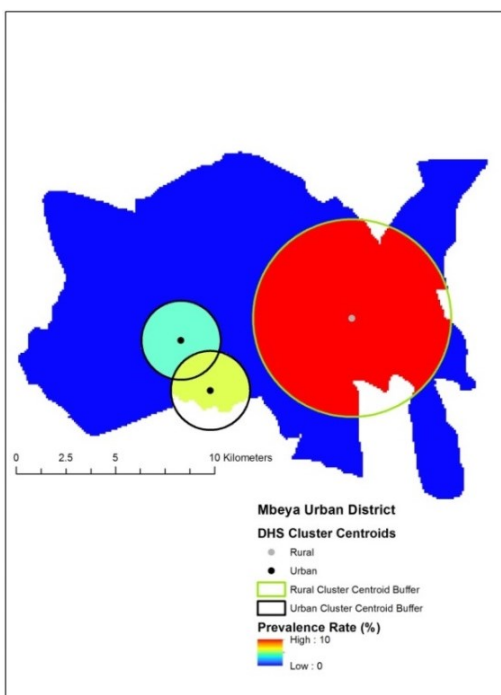 0 2.5 5 10 Kilometers
Mbeya Urban District
DHS Cluster Centroids
Rural
Urban
Rural Cluster Centroid Buffer
Urban Cluster Centroid Buffer
Prevalence Rate (%)
High : 10
Low : 0